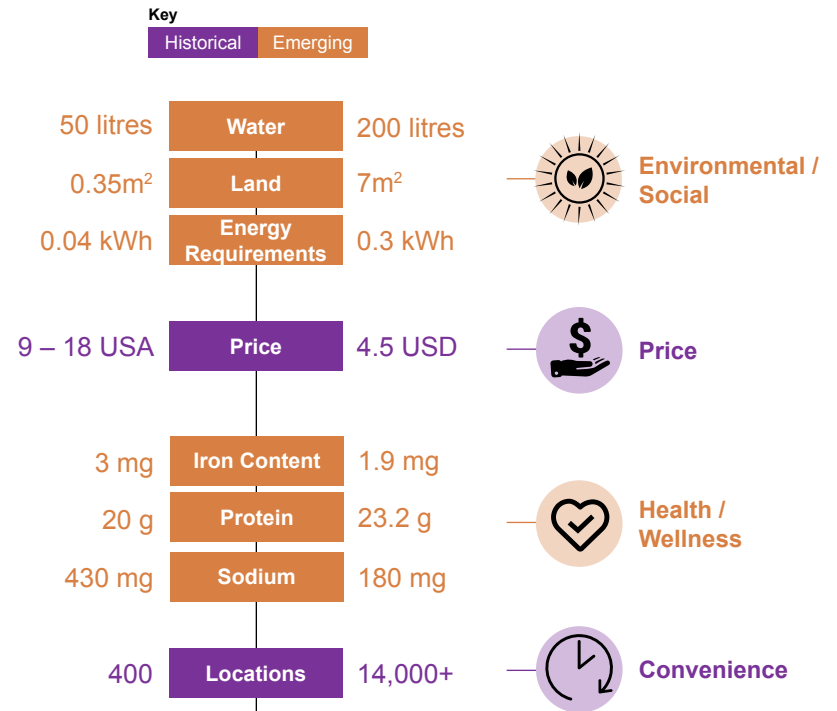 Key
Historical Emerging
50 litres Water 200 litres
0.35m² Land 7m²
Environmental /
Social
0.04 kWh Energy
Requirements 0.3 kWh
9 – 18 USA Price 4.5 USD
$
Price
3 mg Iron Content 1.9 mg
20 g Protein 23.2 g
Health /
Wellness
430 mg Sodium 180 mg
400 Locations 14,000+
Convenience